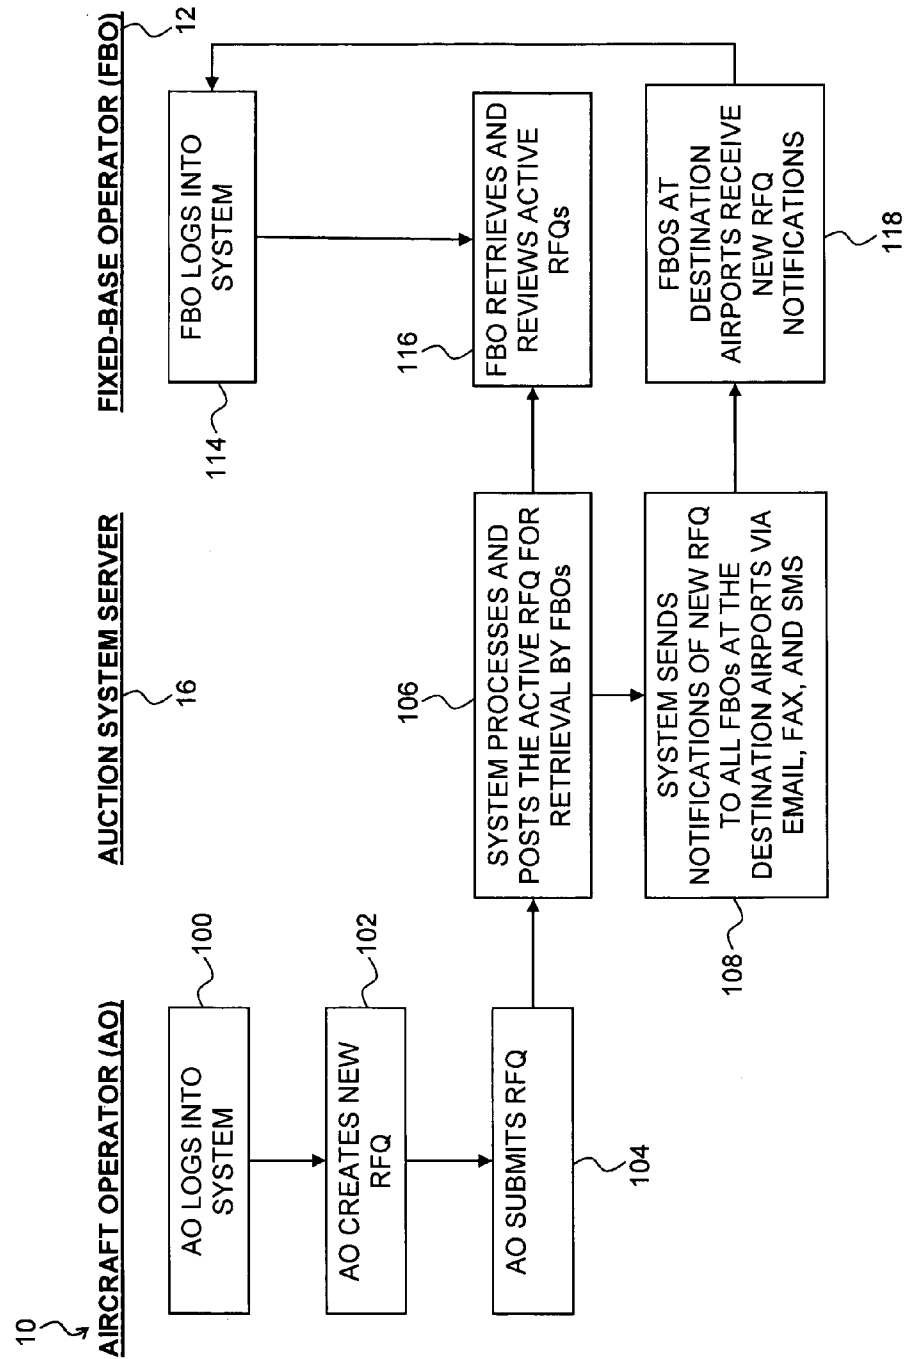 10
AIRCRAFT OPERATOR (AO)
AUCTION SYSTEM SERVER
16
FIXED-BASE OPERATOR (FBO)
12
AO LOGS INTO
SYSTEM
100
AO CREATES NEW
RFQ
102
AO SUBMITS RFQ
104
SYSTEM PROCESSES AND
POSTS THE ACTIVE RFQ FOR
RETRIEVAL BY FBOs
106
SYSTEM SENDS
NOTIFICATIONS OF NEW RFQ
TO ALL FBOs AT THE
DESTINATION AIRPORTS VIA
EMAIL, FAX, AND SMS
108
FBO LOGS INTO
SYSTEM
114
FBO RETRIEVES AND
REVIEWS ACTIVE
RFQs
116
FBOS AT
DESTINATION
AIRPORTS RECEIVE
NEW RFQ
NOTIFICATIONS
118